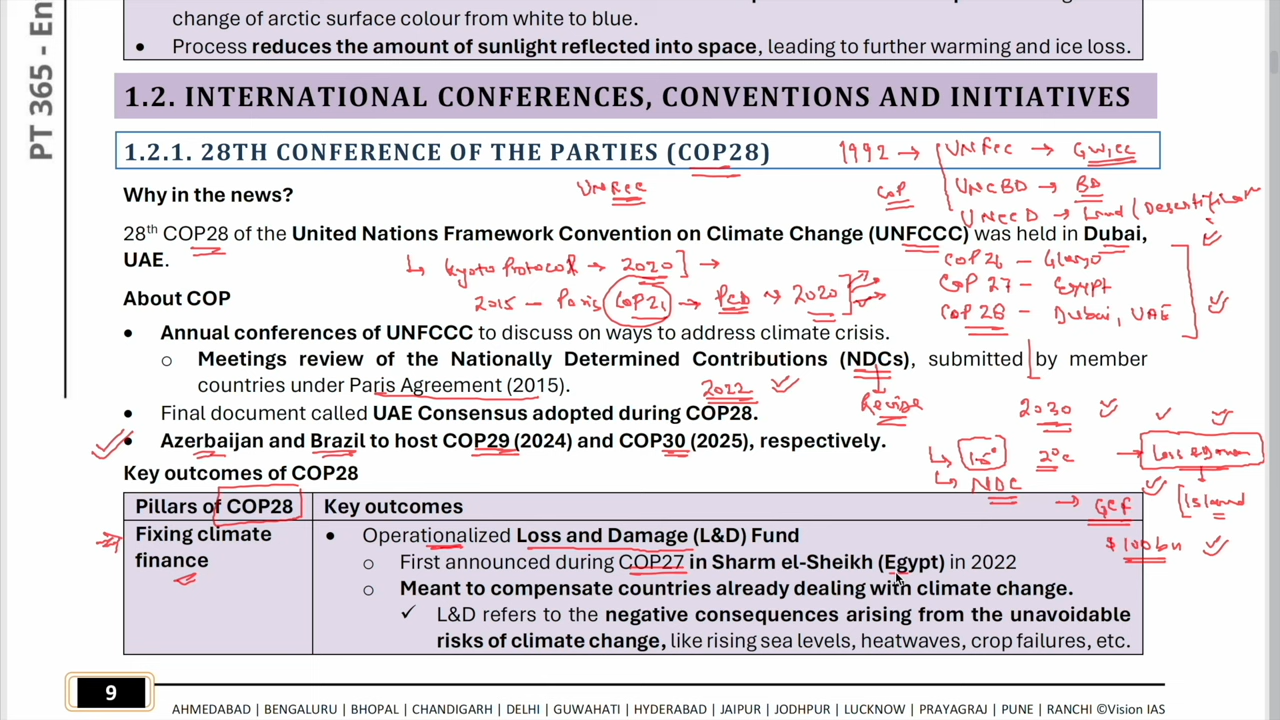 PT 365 - En
change of arctic surface colour from white to blue.
• Process reduces the amount of sunlight reflected into space, leading to further warming and ice loss.
1.2. INTERNATIONAL CONFERENCES, CONVENTIONS AND INITIATIVES
1.2.1. 28TH CONFERENCE OF THE PARTIES (COP28)
1992 → UNFCCC →
Why in the news?
UNFCCC
COP
UNCBD → BD
UNCCD → Land (Desertification
28th COP28 of the United Nations Framework Convention on Climate Change (UNFCCC) was held in Dubai,
UAE.
Kyoto Protocol → 2020 →
COP 26 –
COP 27 – Egypt
COP 28 – Dubai, UAE
2015 – Paris COP21 → → 2020
About COP
• Annual conferences of UNFCCC to discuss on ways to address climate crisis.
o Meetings review of the Nationally Determined Contributions (NDCs), submitted by member
countries under Paris Agreement (2015).
2022
Revise
2030
• Final document called UAE Consensus adopted during COP28.
• Azerbaijan and Brazil to host COP29 (2024) and COP30 (2025), respectively.
1.5° 2°C → Loss & Damage
NDC
Island
Key outcomes of COP28
→ GCF
$100bn
Pillars of COP28 Key outcomes
Fixing climate
finance
• Operationalized Loss and Damage (L&D) Fund
o First announced during COP27 in Sharm el-Sheikh (Egypt) in 2022
o Meant to compensate countries already dealing with climate change.
✓ L&D refers to the negative consequences arising from the unavoidable
risks of climate change, like rising sea levels, heatwaves, crop failures, etc.
9
AHMEDABAD | BENGALURU | BHOPAL | CHANDIGARH | DELHI | GUWAHATI | HYDERABAD | JAIPUR | JODHPUR | LUCKNOW | PRAYAGRAJ | PUNE | RANCHI ©Vision IAS